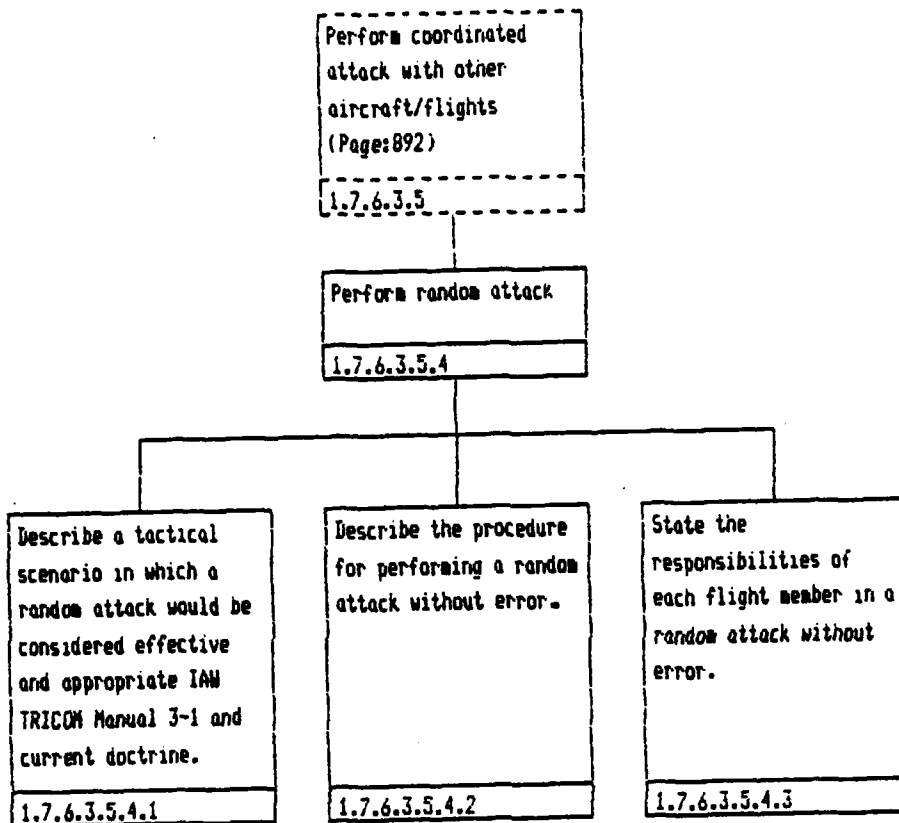 Perform coordinated
attack with other
aircraft/flights
(Page:892)
1.7.6.3.5
Perform random attack
1.7.6.3.5.4
Describe a tactical
scenario in which a
random attack would be
considered effective
and appropriate IAW
TRICOM Manual 3-1 and
current doctrine.
1.7.6.3.5.4.1
Describe the procedure
for performing a random
attack without error.
1.7.6.3.5.4.2
State the
responsibilities of
each flight member in a
random attack without
error.
1.7.6.3.5.4.3